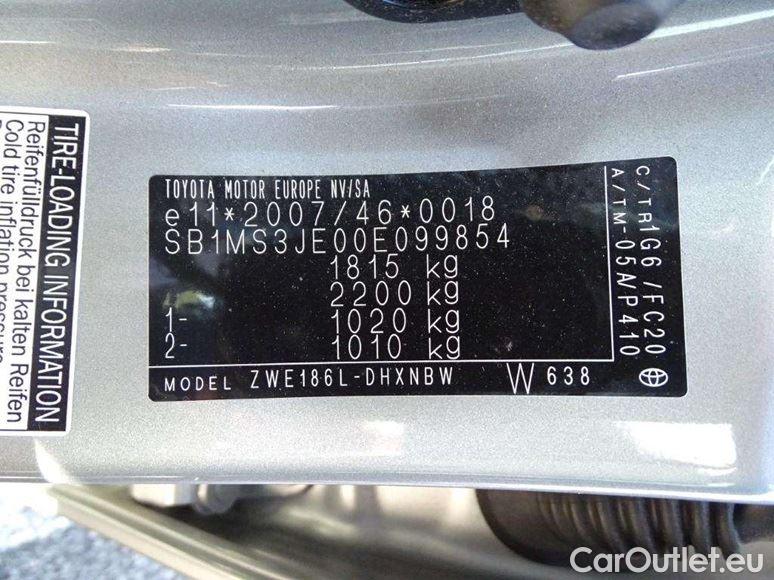 TIRE-LOADING INFORMATION
Reifenfülldruck bei kalten Reifen
Cold tire inflation pressure
TOYOTA MOTOR EUROPE NV/SA
e11*2007/46*0018
SB1MS3JE00E099854
1815 kg
2200 kg
1- 1020 kg
2- 1010 kg
MODEL ZWE186L-DHXNBW W 638
C/TR1G6 /FC20
A/TM-05A/P410
CarOutlet.eu